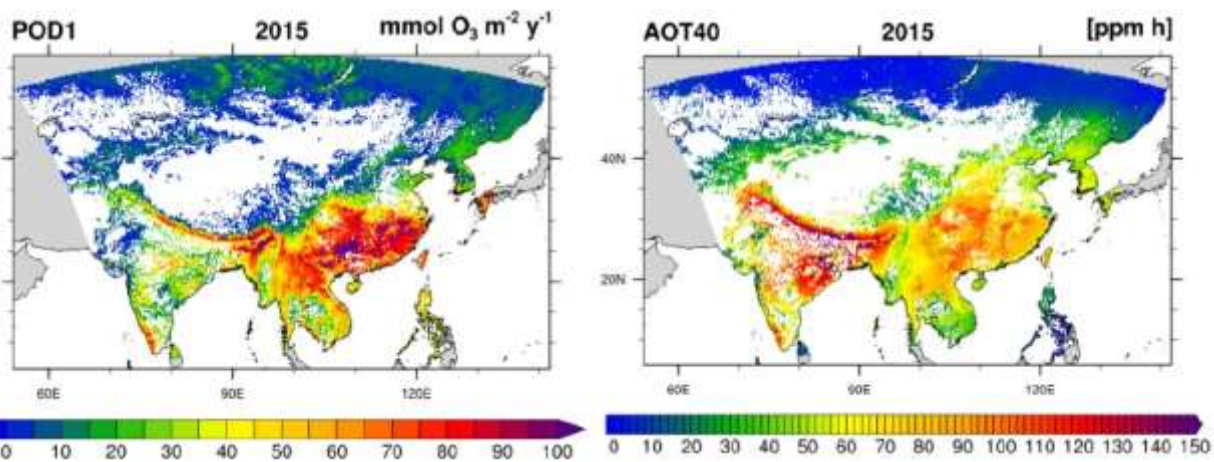 POD1 2015 mmol O₃ m⁻² y⁻¹
AOT40 2015 [ppm h]
40N
20N
60E 90E 120E
60E 90E 120E
0 10 20 30 40 50 60 70 80 90 100
0 10 20 30 40 50 60 70 80 90 100 110 120 130 140 150